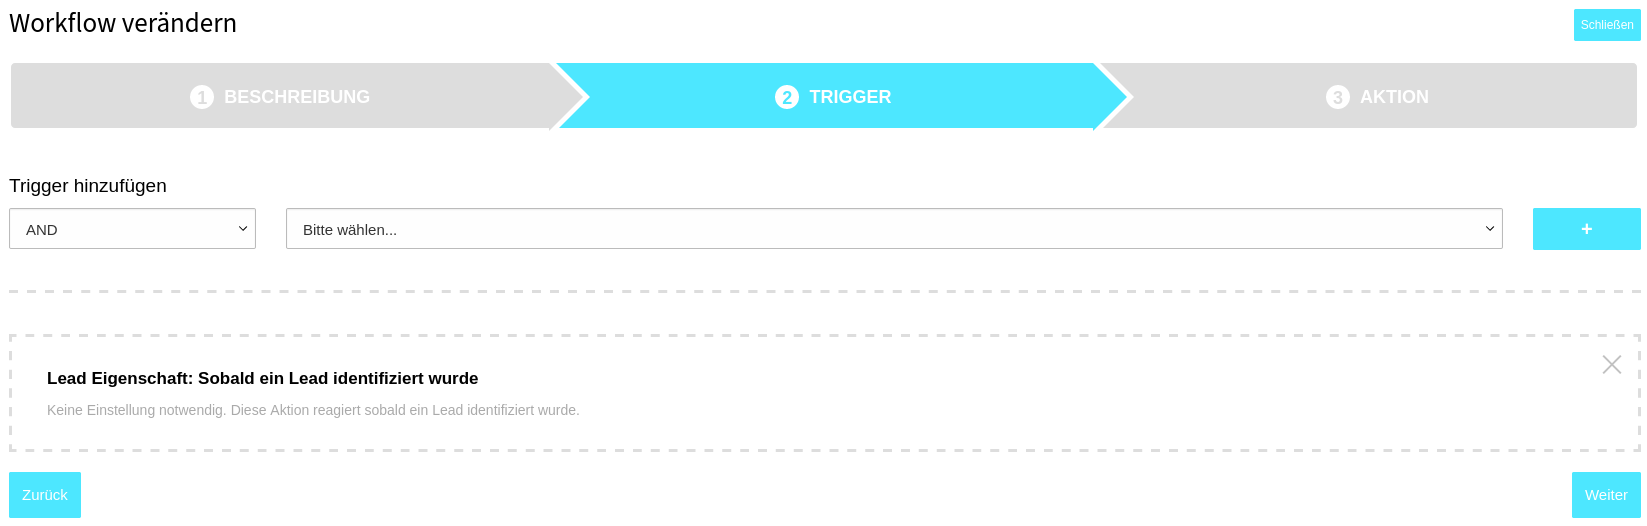 Workflow verändern
Schließen
1 BESCHREIBUNG
2 TRIGGER
3 AKTION
Trigger hinzufügen
AND
Bitte wählen...
+
Lead Eigenschaft: Sobald ein Lead identifiziert wurde
Keine Einstellung notwendig. Diese Aktion reagiert sobald ein Lead identifiziert wurde.
Zurück
Weiter